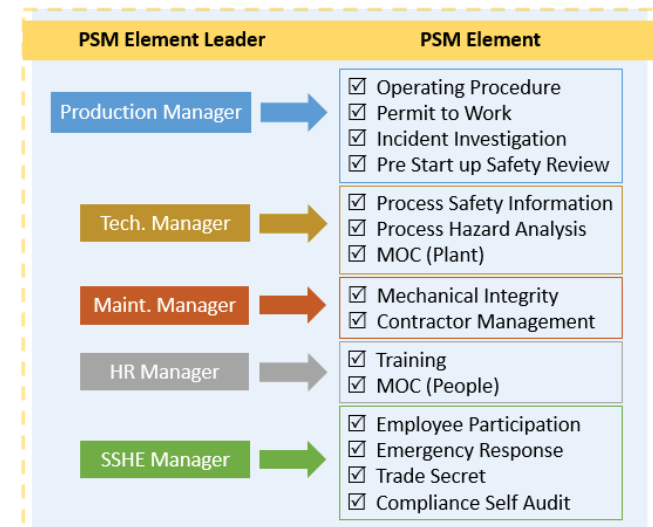 PSM Element Leader
PSM Element
Production Manager
☑ Operating Procedure
☑ Permit to Work
☑ Incident Investigation
☑ Pre Start up Safety Review
Tech. Manager
☑ Process Safety Information
☑ Process Hazard Analysis
☑ MOC (Plant)
Maint. Manager
☑ Mechanical Integrity
☑ Contractor Management
HR Manager
☑ Training
☑ MOC (People)
SSHE Manager
☑ Employee Participation
☑ Emergency Response
☑ Trade Secret
☑ Compliance Self Audit